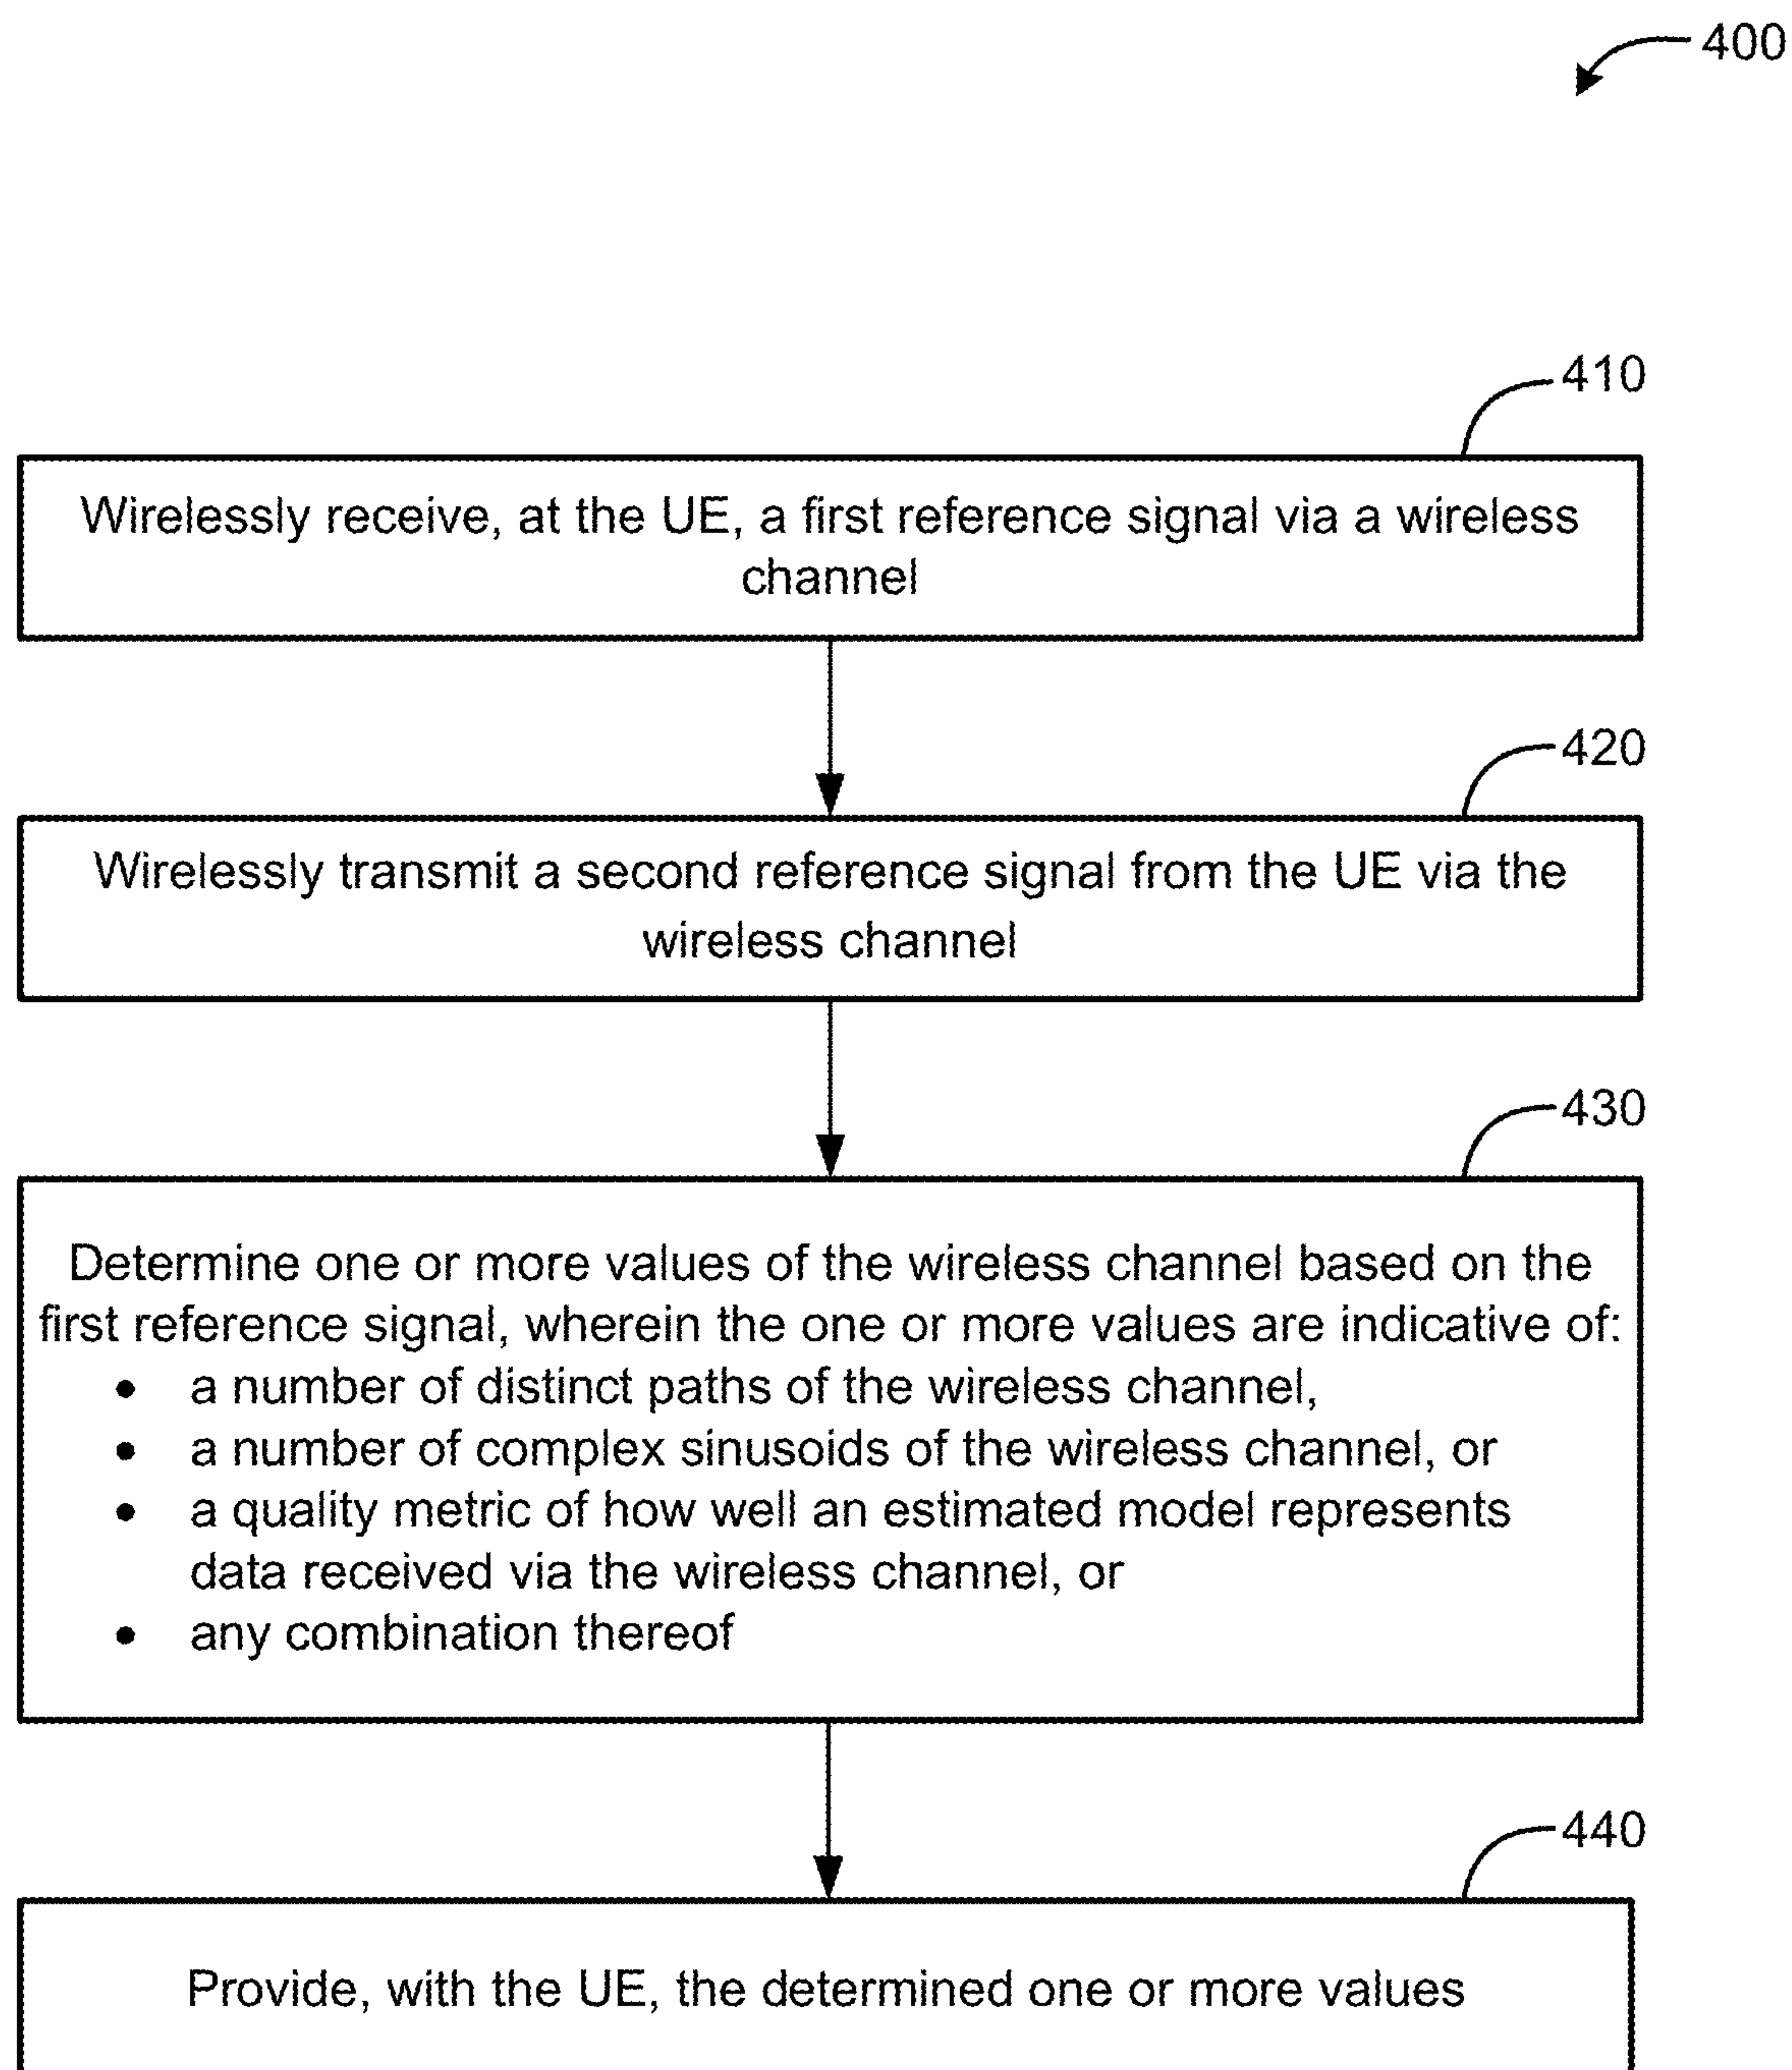 400
410
Wirelessly receive, at the UE, a first reference signal via a wireless
channel
420
Wirelessly transmit a second reference signal from the UE via the
wireless channel
430
Determine one or more values of the wireless channel based on the
first reference signal, wherein the one or more values are indicative of:
• a number of distinct paths of the wireless channel,
• a number of complex sinusoids of the wireless channel, or
• a quality metric of how well an estimated model represents
data received via the wireless channel, or
• any combination thereof
440
Provide, with the UE, the determined one or more values